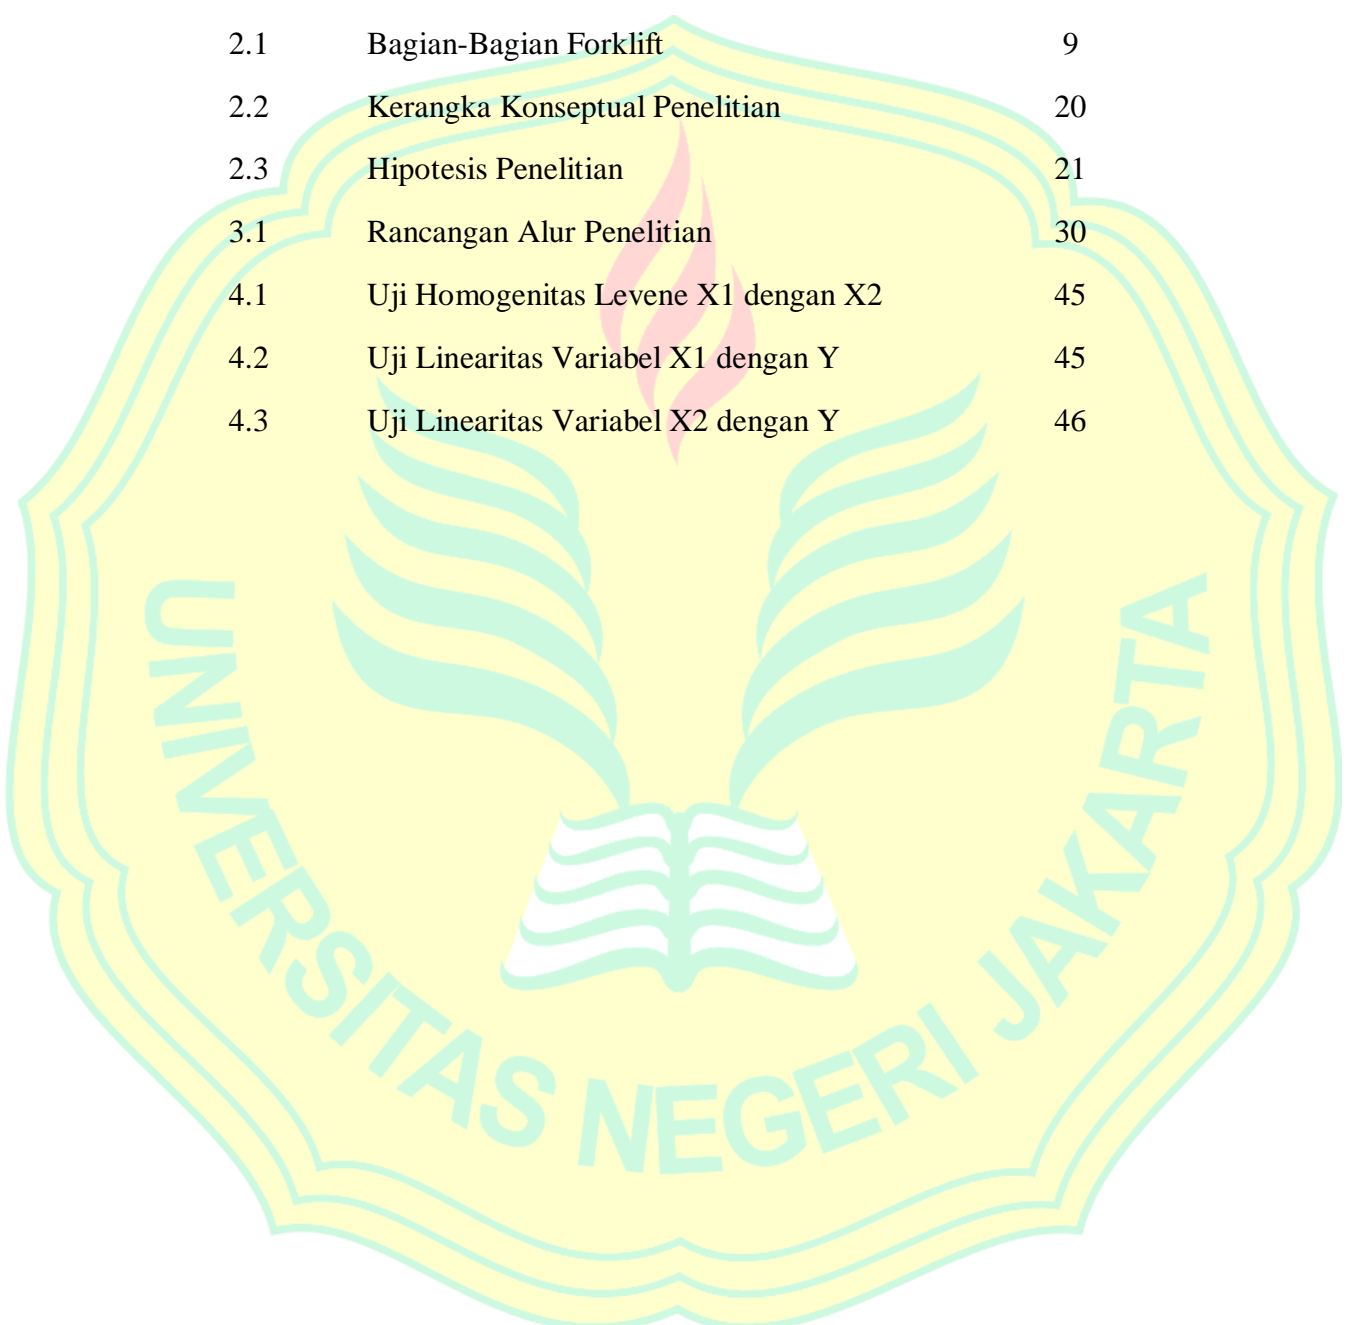 2.1 Bagian-Bagian Forklift 9
2.2 Kerangka Konseptual Penelitian 20
2.3 Hipotesis Penelitian 21
3.1 Rancangan Alur Penelitian 30
4.1 Uji Homogenitas Levene X1 dengan X2 45
4.2 Uji Linearitas Variabel X1 dengan Y 45
4.3 Uji Linearitas Variabel X2 dengan Y 46
UNIVERSITAS NEGERI JAKARTA